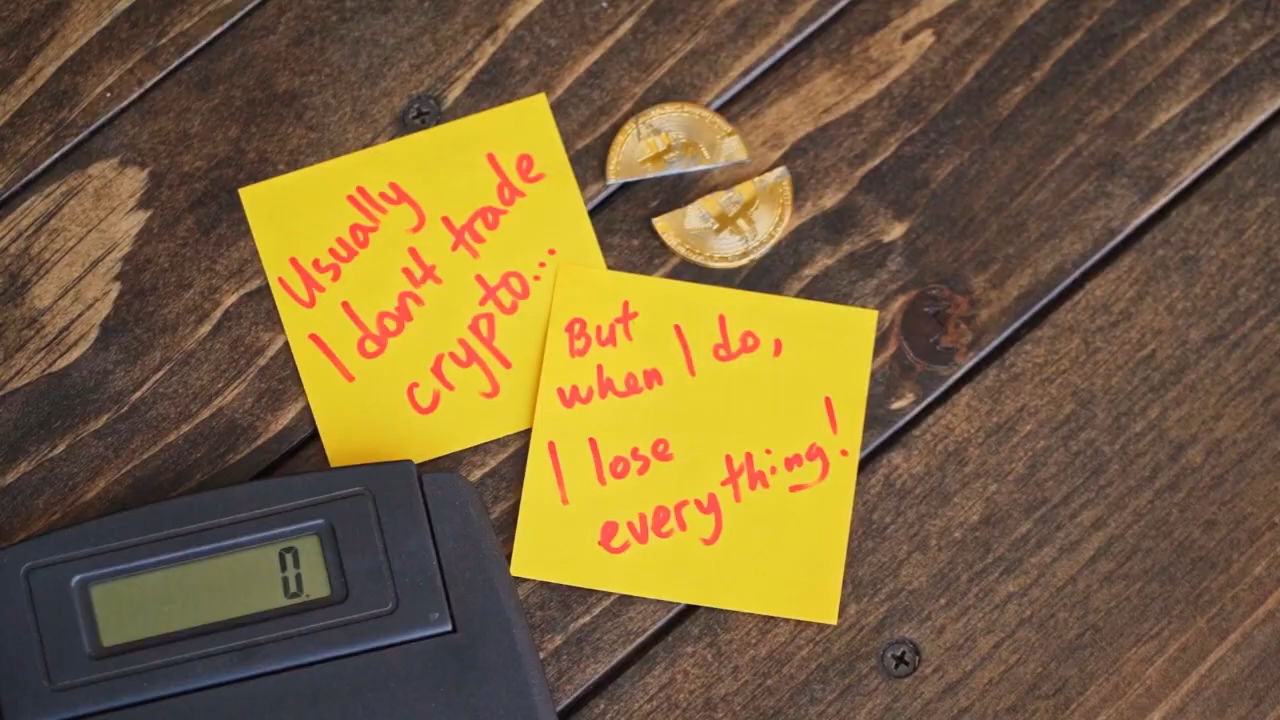 Usually
I don't trade
crypto...
But
when I do,
I lose
everything!
0.